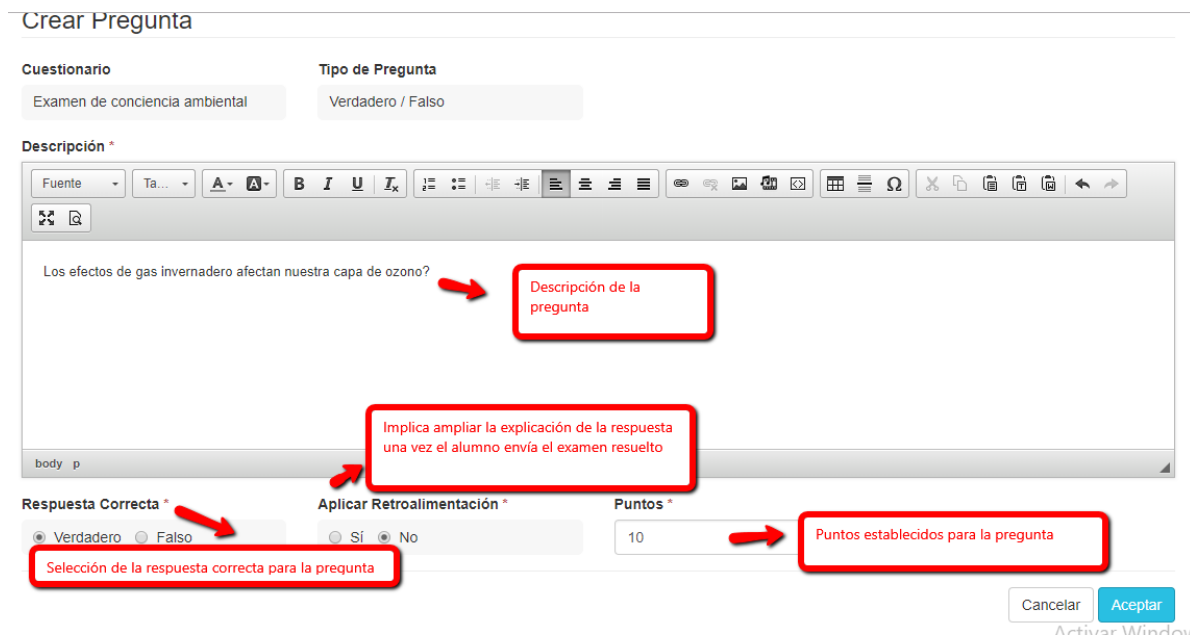 Crear Pregunta
Cuestionario
Tipo de Pregunta
Examen de conciencia ambiental
Verdadero / Falso
Descripción *
Fuente
Ta...
A
A
B I U Ix
Ω
Los efectos de gas invernadero afectan nuestra capa de ozono?
Descripción de la
pregunta
Implica ampliar la explicación de la respuesta
una vez el alumno envía el examen resuelto
body p
Respuesta Correcta *
Aplicar Retroalimentación *
Puntos *
Verdadero
Falso
Sí
No
10
Puntos establecidos para la pregunta
Selección de la respuesta correcta para la pregunta
Cancelar
Aceptar
Activar Window